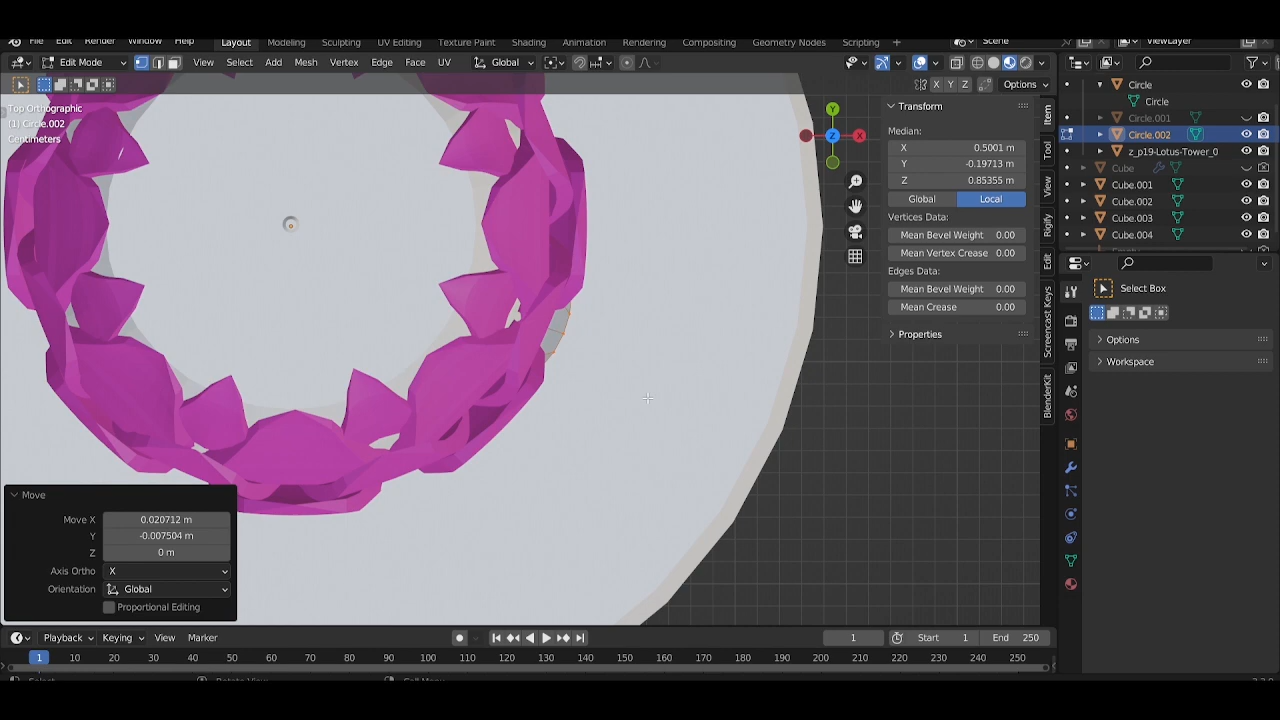 File Edit Render Window Help Layout Modeling Sculpting UV Editing Texture Paint Shading Animation Rendering Compositing Geometry Nodes Scripting + Scene ViewLayer
Edit Mode View Select Add Mesh Vertex Edge Face UV Global
X Y Z Options
Top Orthographic
(1) Circle.002
Centimeters
Y
X
Z
Transform
Median:
X 0.5001 m
Y -0.19713 m
Z 0.85355 m
Global Local
Vertices Data:
Mean Bevel Weight 0.00
Mean Vertex Crease 0.00
Edges Data:
Mean Bevel Weight 0.00
Mean Crease 0.00
Properties
Item
Tool
View
Rigify
Edit
Screencast Keys
BlenderKit
Circle
Circle
Circle.001
Circle.002
z_p19-Lotus-Tower_0
Cube
Cube.001
Cube.002
Cube.003
Cube.004
Select Box
Options
Workspace
Move
Move X 0.020712 m
Y -0.007504 m
Z 0 m
Axis Ortho X
Orientation Global
Proportional Editing
Playback Keying View Marker 1 Start 1 End 250
1 10 20 30 40 50 60 70 80 90 100 110 120 130 140 150 160 170 180 190 200 210 220 230 240 250